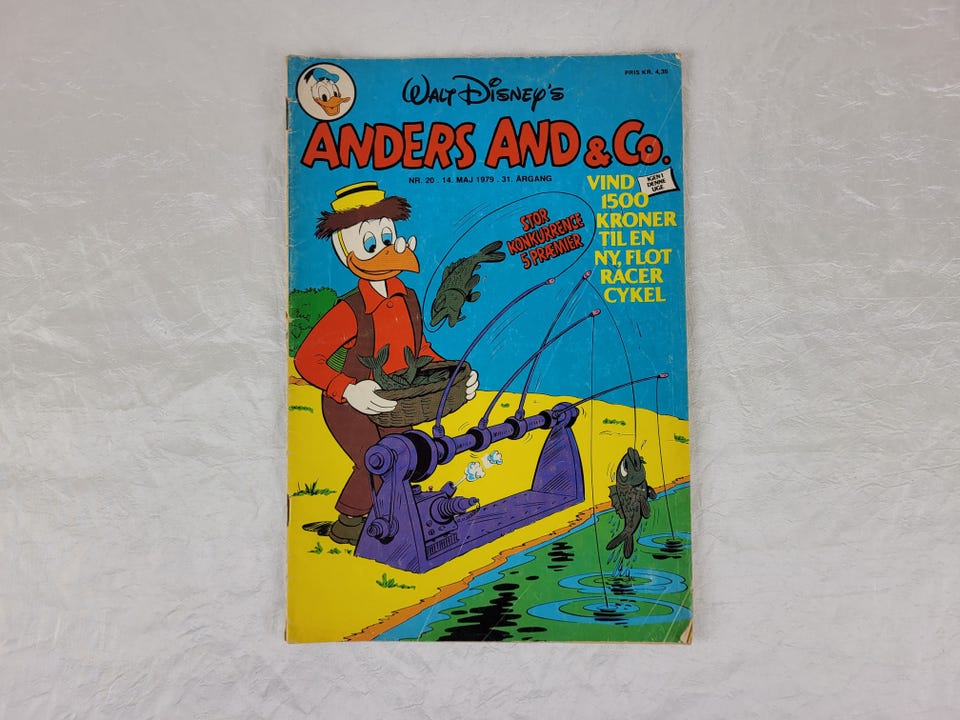 PRIS KR. 4,35
WALT DISNEY'S
ANDERS AND & Co.
NR. 20 . 14. MAJ 1979 . 31. ÅRGANG
VIND
1500
KRONER
TIL EN
NY, FLOT
RACER
CYKEL
IGEN I
DENNE
UGE
STOR
KONKURRENCE
5 PRÆMIER